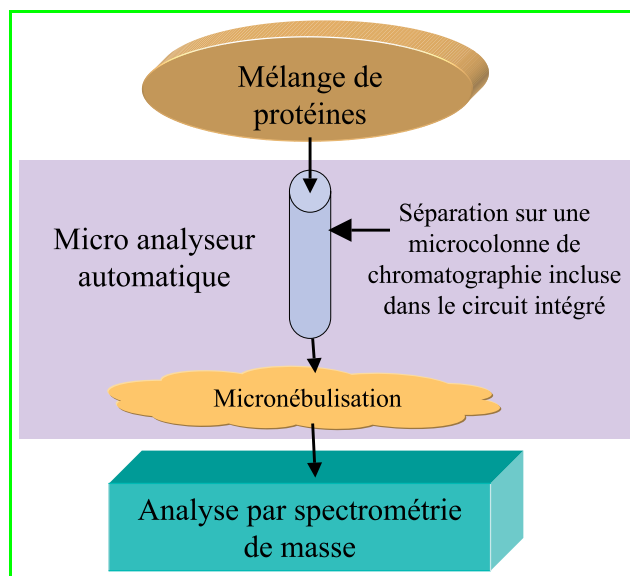 Mélange de
protéines
Micro analyseur
automatique
Séparation sur une
microcolonne de
chromatographie incluse
dans le circuit intégré
Micronébulisation
Analyse par spectrométrie
de masse